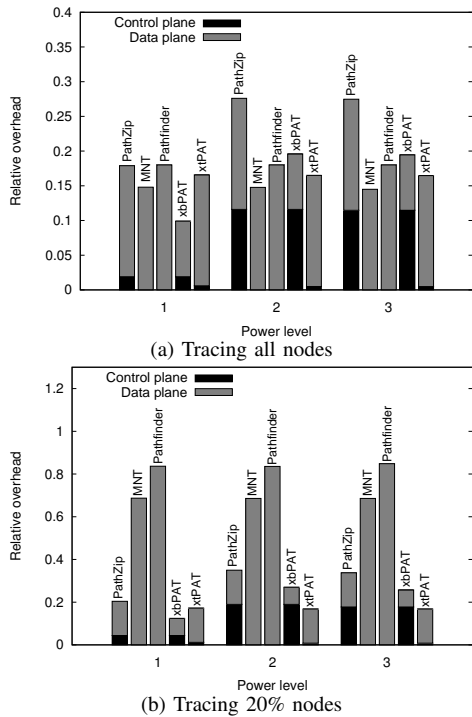 Control plane
Data plane
0.4
0.35
0.3
0.25
0.2
0.15
0.1
0.05
0
Relative overhead
PathZip
MNT
Pathfinder
xbPAT
xtPAT
PathZip
MNT
Pathfinder
xbPAT
xtPAT
PathZip
MNT
Pathfinder
xbPAT
xtPAT
1 2 3
Power level
(a) Tracing all nodes
Control plane
Data plane
1.2
1
0.8
0.6
0.4
0.2
0
Relative overhead
PathZip
MNT
Pathfinder
xbPAT
xtPAT
PathZip
MNT
Pathfinder
xbPAT
xtPAT
PathZip
MNT
Pathfinder
xbPAT
xtPAT
1 2 3
Power level
(b) Tracing 20% nodes